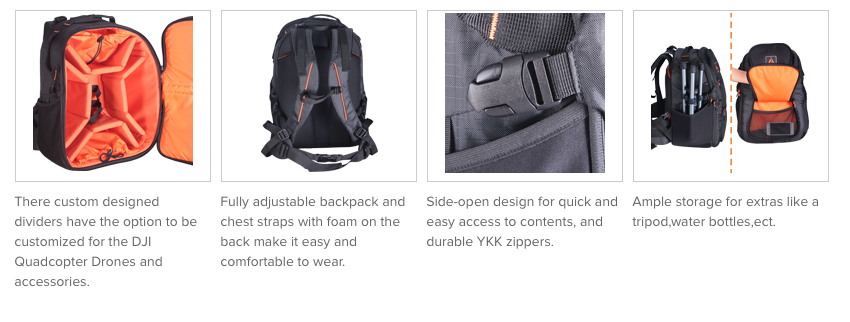 There custom designed
dividers have the option to be
customized for the DJI
Quadcopter Drones and
accessories.
Fully adjustable backpack and
chest straps with foam on the
back make it easy and
comfortable to wear.
Side-open design for quick and
easy access to contents, and
durable YKK zippers.
Ample storage for extras like a
tripod,water bottles,ect.